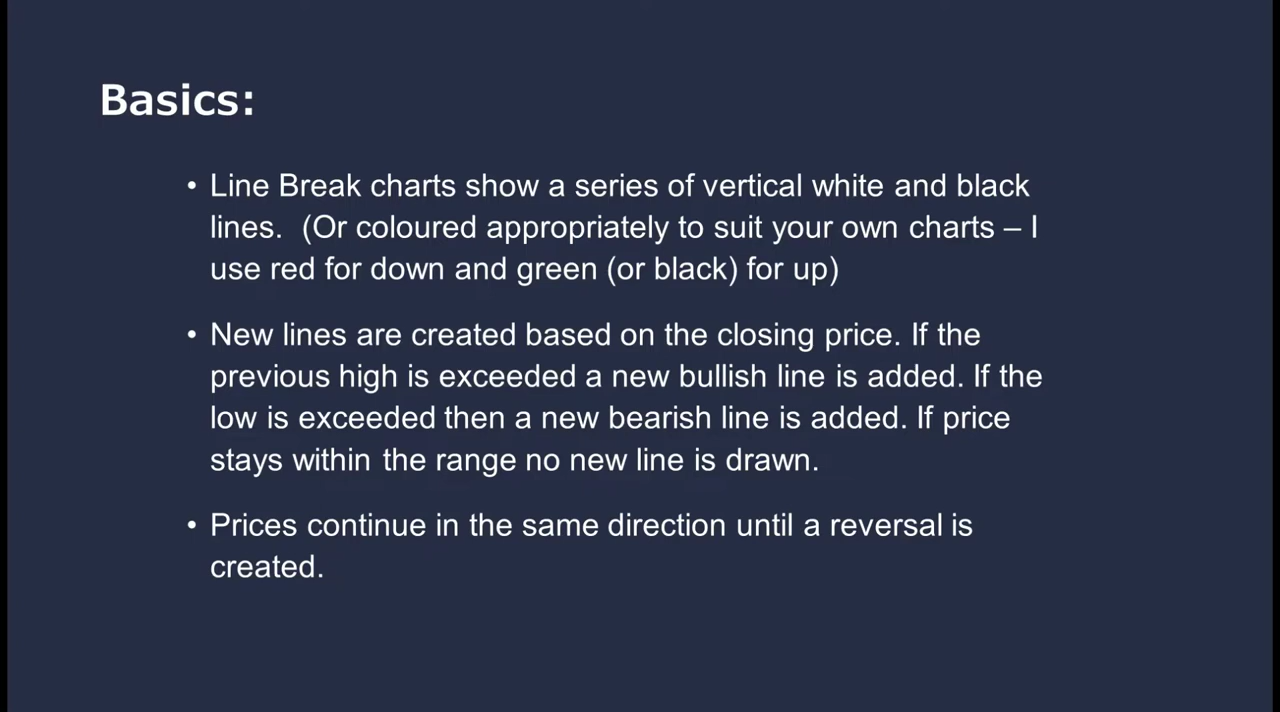 Basics:
• Line Break charts show a series of vertical white and black
lines.  (Or coloured appropriately to suit your own charts – I
use red for down and green (or black) for up)
• New lines are created based on the closing price. If the
previous high is exceeded a new bullish line is added. If the
low is exceeded then a new bearish line is added. If price
stays within the range no new line is drawn.
• Prices continue in the same direction until a reversal is
created.